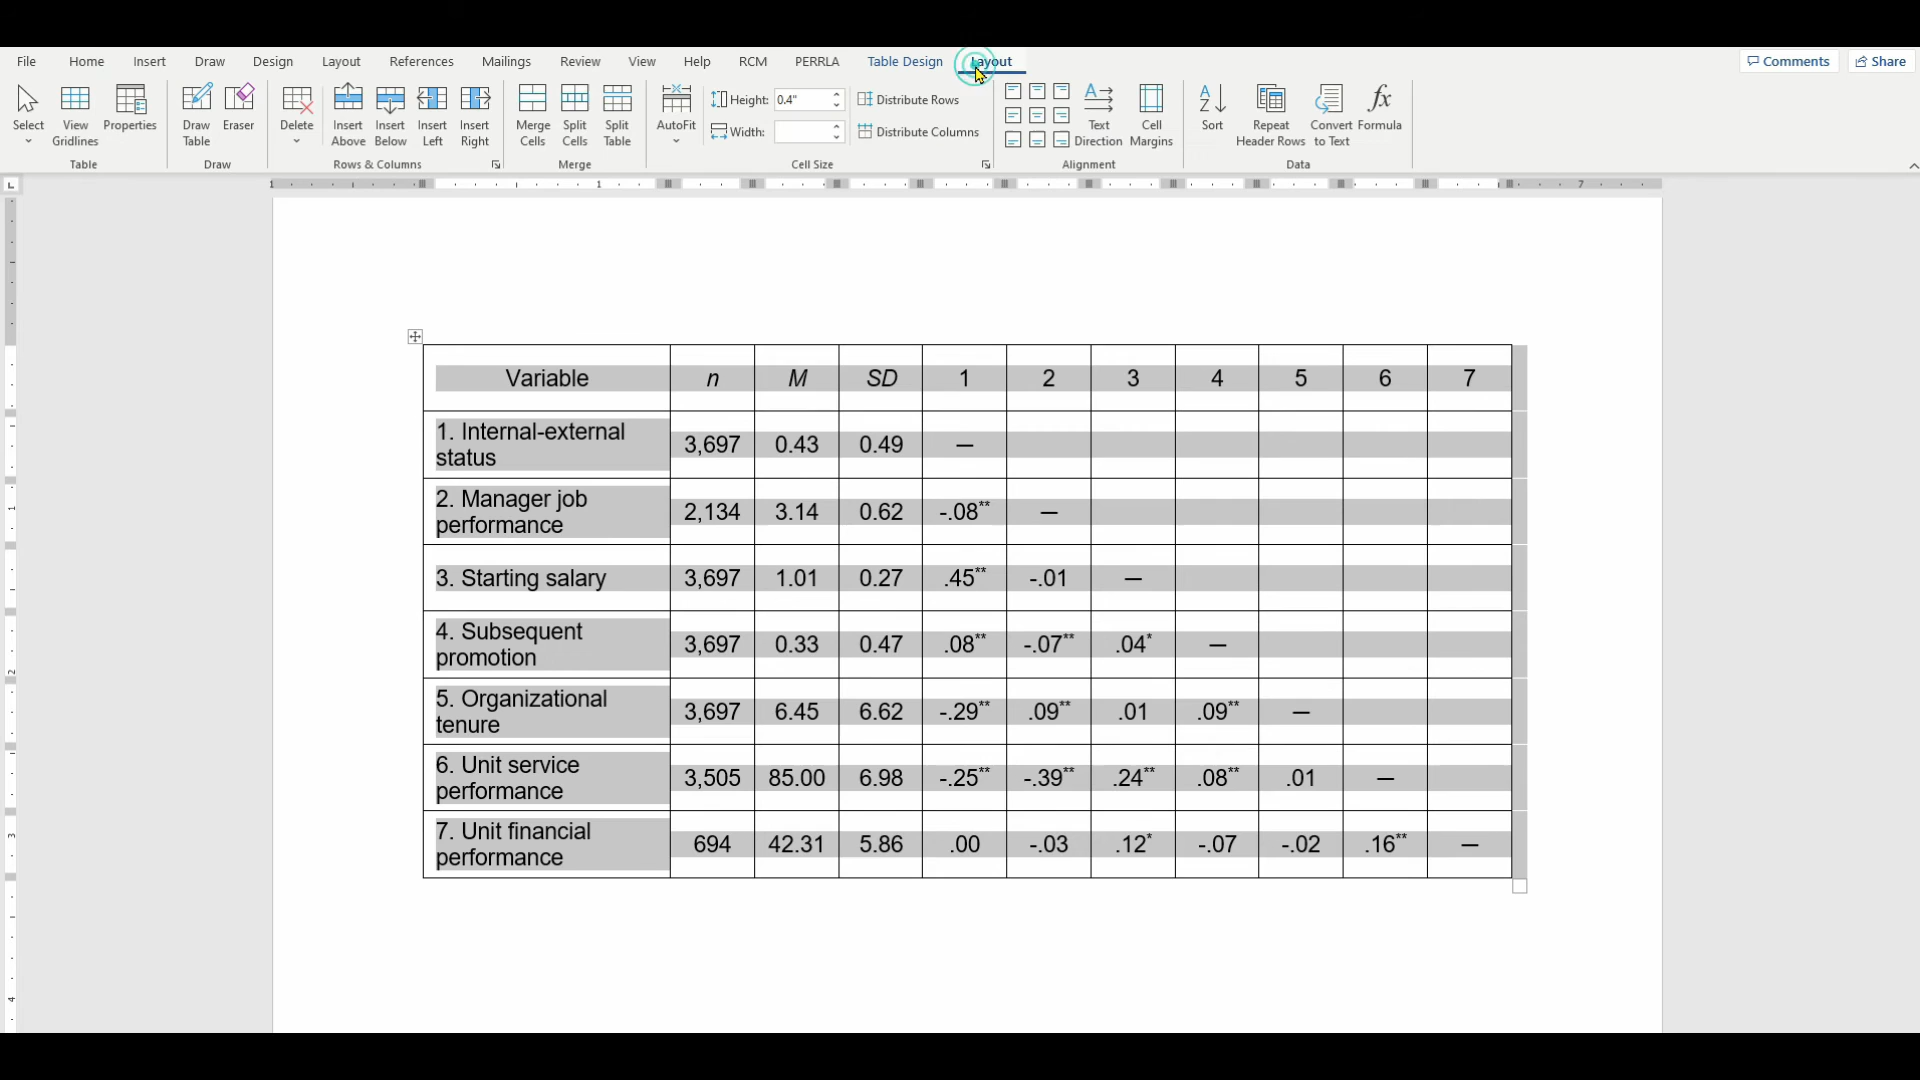 File Home Insert Draw Design Layout References Mailings Review View Help RCM PERRLA Table Design Layout Comments Share
Select View Gridlines Properties Draw Table Eraser Delete Insert Above Insert Below Insert Left Insert Right Merge Cells Split Cells Split Table AutoFit Height: 0.4" Width: Distribute Rows Distribute Columns Text Direction Cell Margins Sort Repeat Header Rows Convert to Text Formula
Table Draw Rows & Columns Merge Cell Size Alignment Data
1 1 7
Variable n M SD 1 2 3 4 5 6 7
1. Internal-external
status 3,697 0.43 0.49 —
2. Manager job
performance 2,134 3.14 0.62 -.08** —
3. Starting salary 3,697 1.01 0.27 .45** -.01 —
4. Subsequent
promotion 3,697 0.33 0.47 .08** -.07** .04* —
5. Organizational
tenure 3,697 6.45 6.62 -.29** .09** .01 .09** —
6. Unit service
performance 3,505 85.00 6.98 -.25** -.39** .24** .08** .01 —
7. Unit financial
performance 694 42.31 5.86 .00 -.03 .12* -.07 -.02 .16** —
1
2
3
4